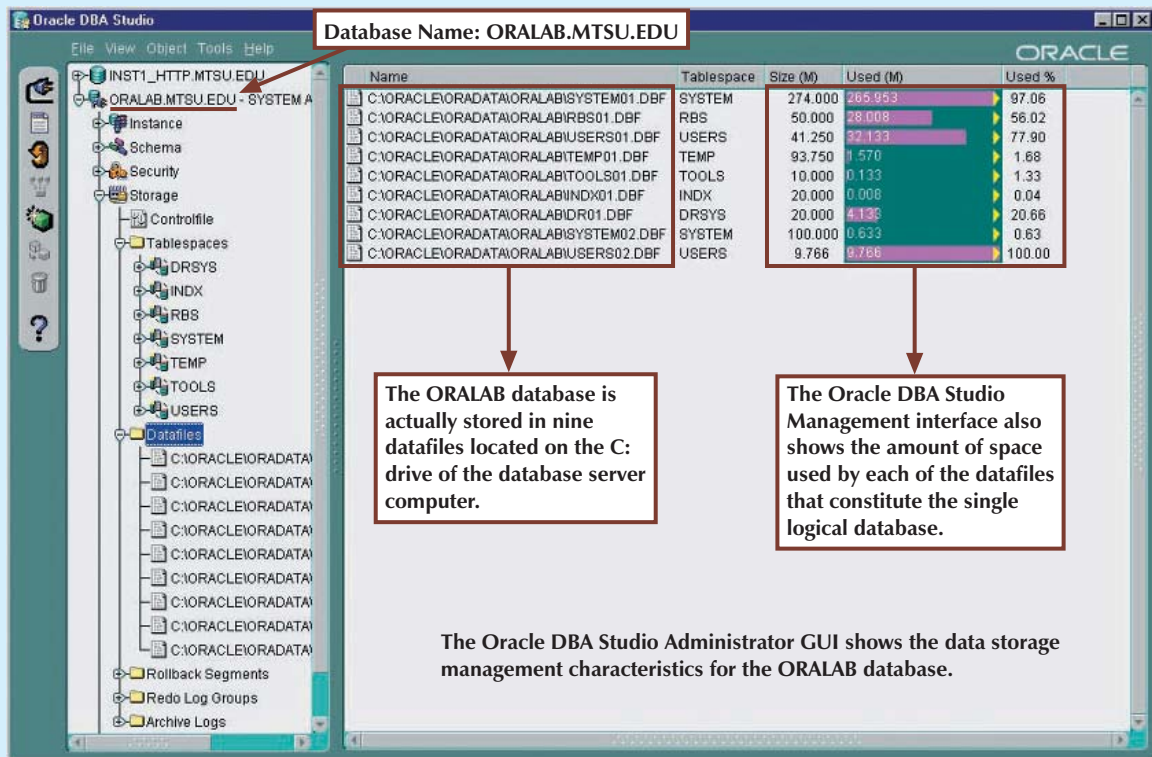 Oracle DBA Studio
File View Object Tools Help
Database Name: ORALAB.MTSU.EDU
ORACLE
INST1_HTTP.MTSU.EDU
ORALAB.MTSU.EDU - SYSTEM A
Instance
Schema
Security
Storage
Controlfile
Tablespaces
DRSYS
INDX
RBS
SYSTEM
TEMP
TOOLS
USERS
Datafiles
C:\ORACLE\ORADATA\
C:\ORACLE\ORADATA\
C:\ORACLE\ORADATA\
C:\ORACLE\ORADATA\
C:\ORACLE\ORADATA\
C:\ORACLE\ORADATA\
C:\ORACLE\ORADATA\
C:\ORACLE\ORADATA\
C:\ORACLE\ORADATA\
Rollback Segments
Redo Log Groups
Archive Logs
Name Tablespace Size (M) Used (M) Used %
C:\ORACLE\ORADATA\ORALAB\SYSTEM01.DBF SYSTEM 274.000 265.953 97.06
C:\ORACLE\ORADATA\ORALAB\RBS01.DBF RBS 50.000 28.008 56.02
C:\ORACLE\ORADATA\ORALAB\USERS01.DBF USERS 41.250 32.133 77.90
C:\ORACLE\ORADATA\ORALAB\TEMP01.DBF TEMP 93.750 1.570 1.68
C:\ORACLE\ORADATA\ORALAB\TOOLS01.DBF TOOLS 10.000 0.133 1.33
C:\ORACLE\ORADATA\ORALAB\INDX01.DBF INDX 20.000 0.008 0.04
C:\ORACLE\ORADATA\ORALAB\DR01.DBF DRSYS 20.000 4.133 20.66
C:\ORACLE\ORADATA\ORALAB\SYSTEM02.DBF SYSTEM 100.000 0.633 0.63
C:\ORACLE\ORADATA\ORALAB\USERS02.DBF USERS 9.766 9.766 100.00
The ORALAB database is
actually stored in nine
datafiles located on the C:
drive of the database server
computer.
The Oracle DBA Studio
Management interface also
shows the amount of space
used by each of the datafiles
that constitute the single
logical database.
The Oracle DBA Studio Administrator GUI shows the data storage
management characteristics for the ORALAB database.